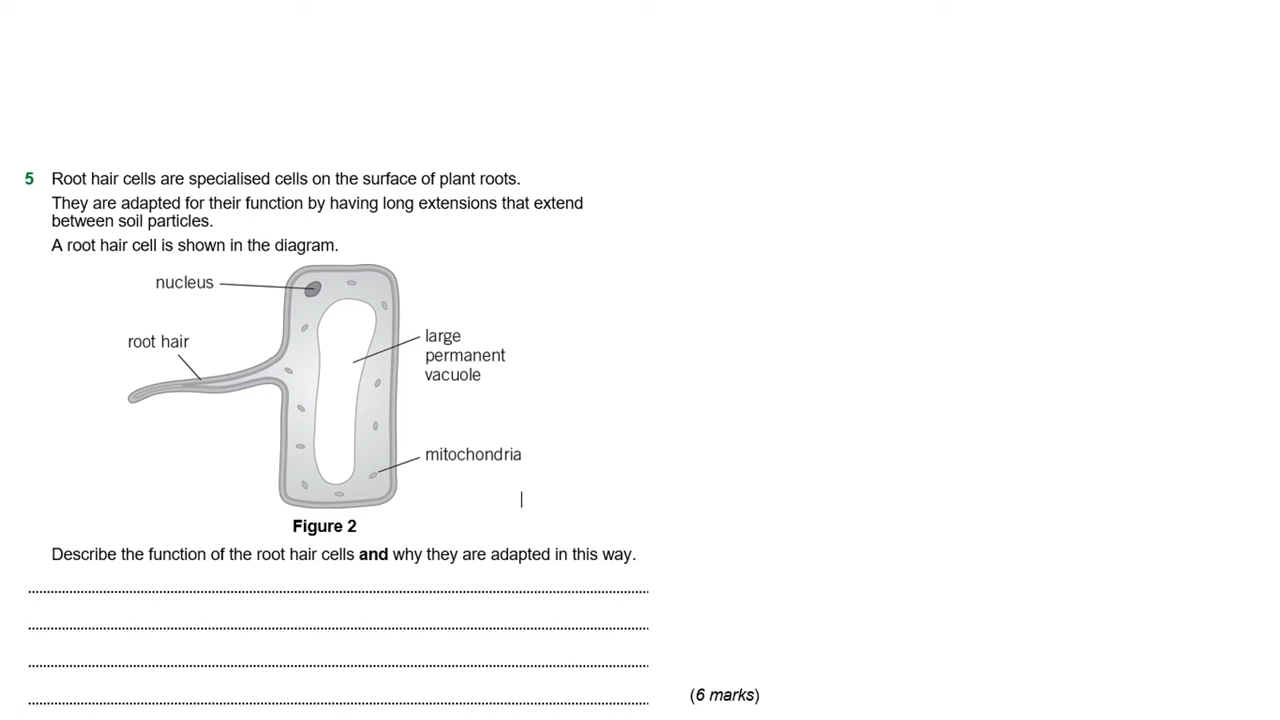 5 Root hair cells are specialised cells on the surface of plant roots.
They are adapted for their function by having long extensions that extend
between soil particles.
A root hair cell is shown in the diagram.
nucleus
root hair
large
permanent
vacuole
mitochondria
Figure 2
Describe the function of the root hair cells and why they are adapted in this way.
(6 marks)